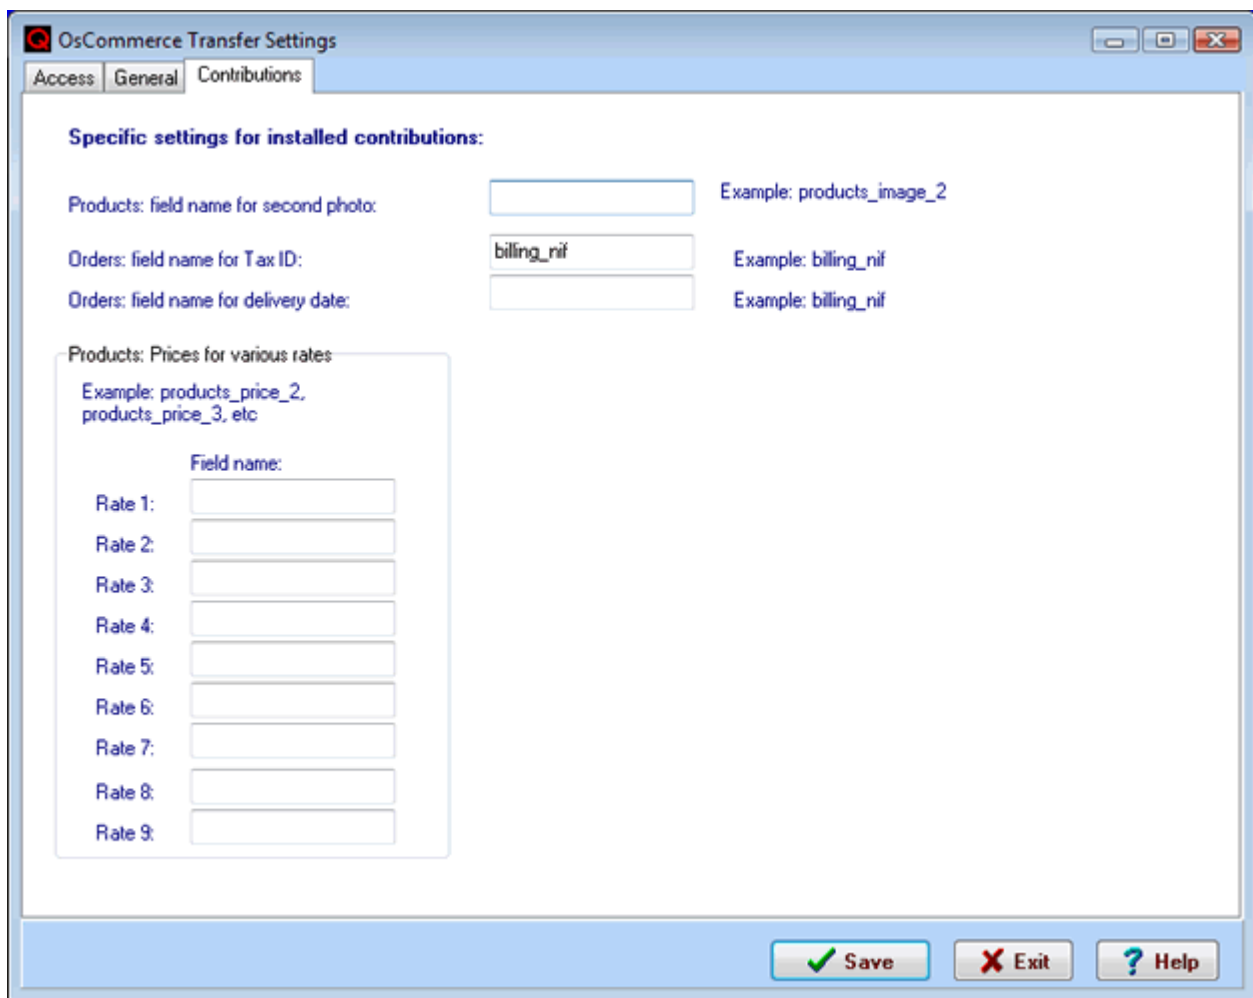 OsCommerce Transfer Settings
Access General Contributions
Specific settings for installed contributions:
Products: field name for second photo: Example: products_image_2
Orders: field name for Tax ID: billing_nif Example: billing_nif
Orders: field name for delivery date: Example: billing_nif
Products: Prices for various rates
Example: products_price_2,
products_price_3, etc
Field name:
Rate 1:
Rate 2:
Rate 3:
Rate 4:
Rate 5:
Rate 6:
Rate 7:
Rate 8:
Rate 9:
Save Exit ? Help